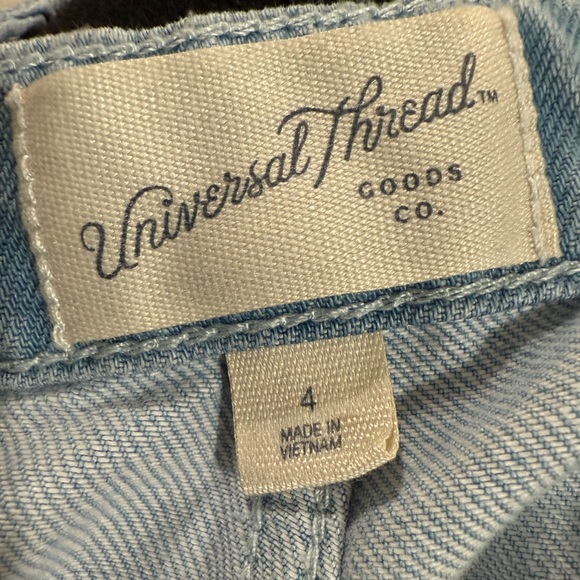 Universal Thread™
GOODS
CO.
4
MADE IN
VIETNAM